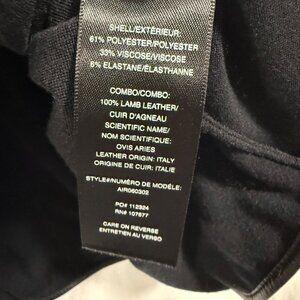 SHELL/EXTÉRIEUR:
61% POLYESTER/POLYESTER
33% VISCOSE/VISCOSE
6% ELASTANE/ÉLASTHANNE
COMBO/COMBO:
100% LAMB LEATHER/
CUIR D'AGNEAU
SCIENTIFIC NAME/
NOM SCIENTIFIQUE:
OVIS ARIES
LEATHER ORIGIN: ITALY
ORIGINE DE CUIR: ITALIE
STYLE#/NUMÉRO DE MODÈLE:
AIR060302
PO# 112324
RN# 107677
CARE ON REVERSE
ENTRETIEN AU VERSO